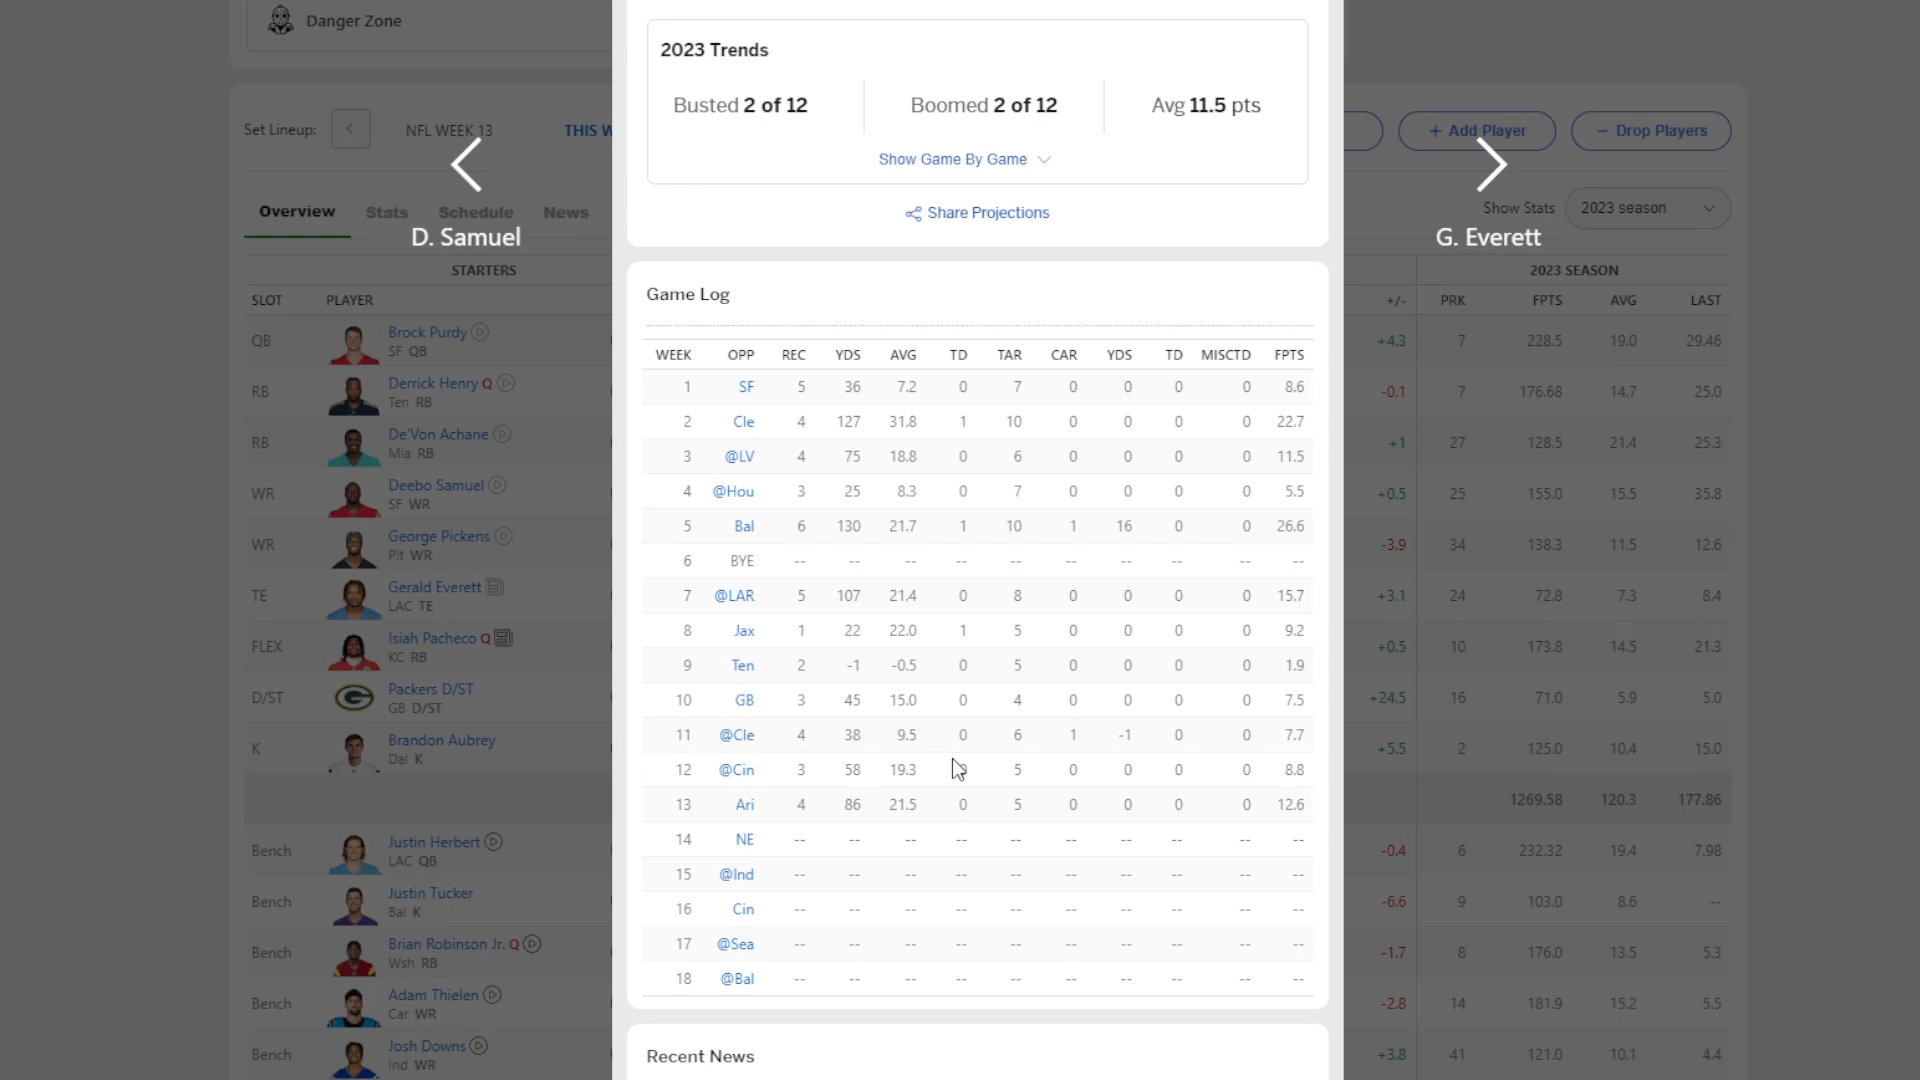 Danger Zone
Set Lineup:
NFL WEEK 13
THIS W
+ Add Player
− Drop Players
Overview
Stats
Schedule
News
D. Samuel
Show Stats
2023 season
G. Everett
2023 Trends
Busted 2 of 12
Boomed 2 of 12
Avg 11.5 pts
Show Game By Game
Share Projections
Game Log
WEEK OPP REC YDS AVG TD TAR CAR YDS TD MISCTD FPTS
1 SF 5 36 7.2 0 7 0 0 0 0 8.6
2 Cle 4 127 31.8 1 10 0 0 0 0 22.7
3 @LV 4 75 18.8 0 6 0 0 0 0 11.5
4 @Hou 3 25 8.3 0 7 0 0 0 0 5.5
5 Bal 6 130 21.7 1 10 1 16 0 0 26.6
6 BYE -- -- -- -- -- -- -- -- -- --
7 @LAR 5 107 21.4 0 8 0 0 0 0 15.7
8 Jax 1 22 22.0 1 5 0 0 0 0 9.2
9 Ten 2 -1 -0.5 0 5 0 0 0 0 1.9
10 GB 3 45 15.0 0 4 0 0 0 0 7.5
11 @Cle 4 38 9.5 0 6 1 -1 0 0 7.7
12 @Cin 3 58 19.3 0 5 0 0 0 0 8.8
13 Ari 4 86 21.5 0 5 0 0 0 0 12.6
14 NE -- -- -- -- -- -- -- -- -- --
15 @Ind -- -- -- -- -- -- -- -- -- --
16 Cin -- -- -- -- -- -- -- -- -- --
17 @Sea -- -- -- -- -- -- -- -- -- --
18 @Bal -- -- -- -- -- -- -- -- -- --
Recent News
STARTERS
SLOT PLAYER
QB Brock Purdy
SF QB
RB Derrick Henry Q
Ten RB
RB De'Von Achane
Mia RB
WR Deebo Samuel
SF WR
WR George Pickens
Pit WR
TE Gerald Everett
LAC TE
FLEX Isiah Pacheco Q
KC RB
D/ST Packers D/ST
GB D/ST
K Brandon Aubrey
Dal K
Bench Justin Herbert
LAC QB
Bench Justin Tucker
Bal K
Bench Brian Robinson Jr. Q
Wsh RB
Bench Adam Thielen
Car WR
Bench Josh Downs
Ind WR
2023 SEASON
+/- PRK FPTS AVG LAST
+4.3 7 228.5 19.0 29.46
-0.1 7 176.68 14.7 25.0
+1 27 128.5 21.4 25.3
+0.5 25 155.0 15.5 35.8
-3.9 34 138.3 11.5 12.6
+3.1 24 72.8 7.3 8.4
+0.5 10 173.8 14.5 21.3
+24.5 16 71.0 5.9 5.0
+5.5 2 125.0 10.4 15.0
1269.58 120.3 177.86
-0.4 6 232.32 19.4 7.98
-6.6 9 103.0 8.6 --
-1.7 8 176.0 13.5 5.3
-2.8 14 181.9 15.2 5.5
+3.8 41 121.0 10.1 4.4